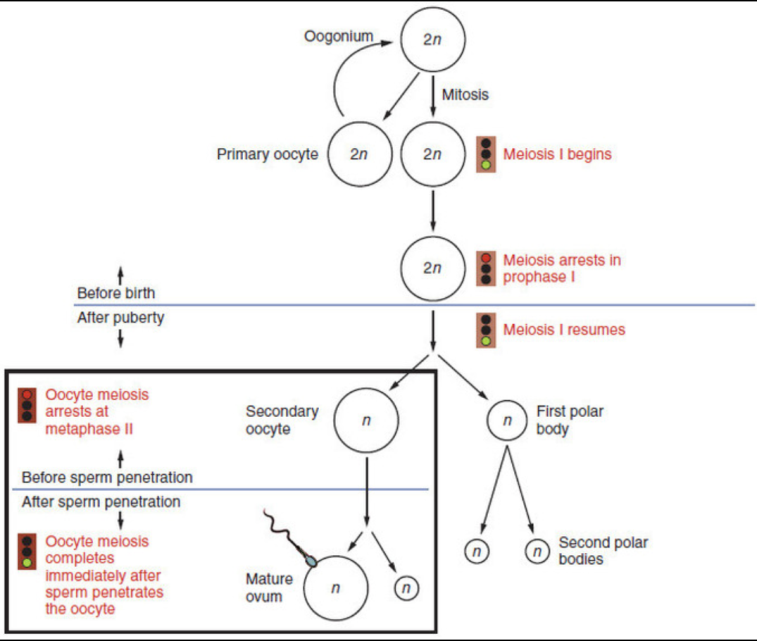 Oogonium
2n
Mitosis
Primary oocyte
2n
2n
Meiosis I begins
2n
Meiosis arrests in
prophase I
Before birth
After puberty
Meiosis I resumes
Oocyte meiosis
arrests at
metaphase II
Secondary
oocyte
n
n
First polar
body
Before sperm penetration
After sperm penetration
Oocyte meiosis
completes
immediately after
sperm penetrates
the oocyte
Mature
ovum
n
n
n
n
Second polar
bodies